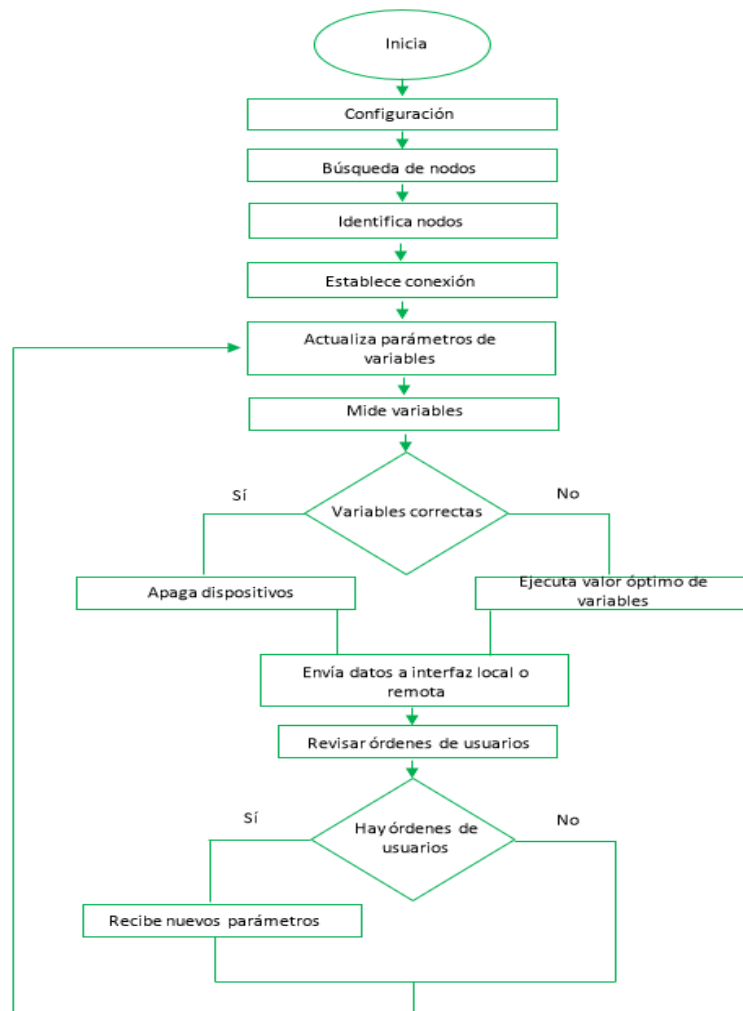 Inicia
Configuración
Búsqueda de nodos
Identifica nodos
Establece conexión
Actualiza parámetros de
variables
Mide variables
Sí
No
Variables correctas
Apaga dispositivos
Ejecuta valor óptimo de
variables
Envía datos a interfaz local o
remota
Revisar órdenes de usuarios
Sí
No
Hay órdenes de
usuarios
Recibe nuevos parámetros